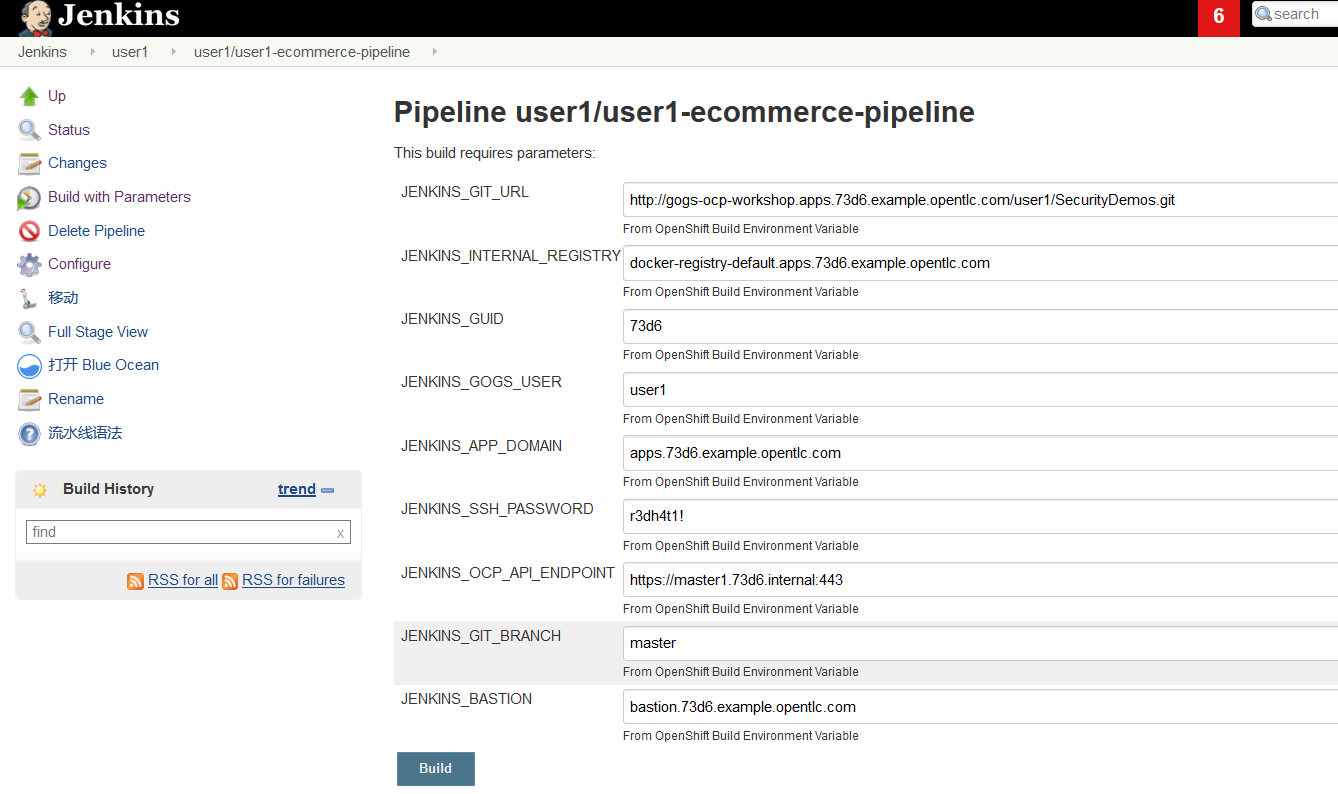 Jenkins
6
search
Jenkins
user1
user1/user1-ecommerce-pipeline
Up
Status
Changes
Build with Parameters
Delete Pipeline
Configure
移动
Full Stage View
打开 Blue Ocean
Rename
流水线语法
Build History
trend
find
x
RSS for all
RSS for failures
Pipeline user1/user1-ecommerce-pipeline
This build requires parameters:
JENKINS_GIT_URL
http://gogs-ocp-workshop.apps.73d6.example.opentlc.com/user1/SecurityDemos.git
From OpenShift Build Environment Variable
JENKINS_INTERNAL_REGISTRY
docker-registry-default.apps.73d6.example.opentlc.com
From OpenShift Build Environment Variable
JENKINS_GUID
73d6
From OpenShift Build Environment Variable
JENKINS_GOGS_USER
user1
From OpenShift Build Environment Variable
JENKINS_APP_DOMAIN
apps.73d6.example.opentlc.com
From OpenShift Build Environment Variable
JENKINS_SSH_PASSWORD
r3dh4t1!
From OpenShift Build Environment Variable
JENKINS_OCP_API_ENDPOINT
https://master1.73d6.internal:443
From OpenShift Build Environment Variable
JENKINS_GIT_BRANCH
master
From OpenShift Build Environment Variable
JENKINS_BASTION
bastion.73d6.example.opentlc.com
From OpenShift Build Environment Variable
Build